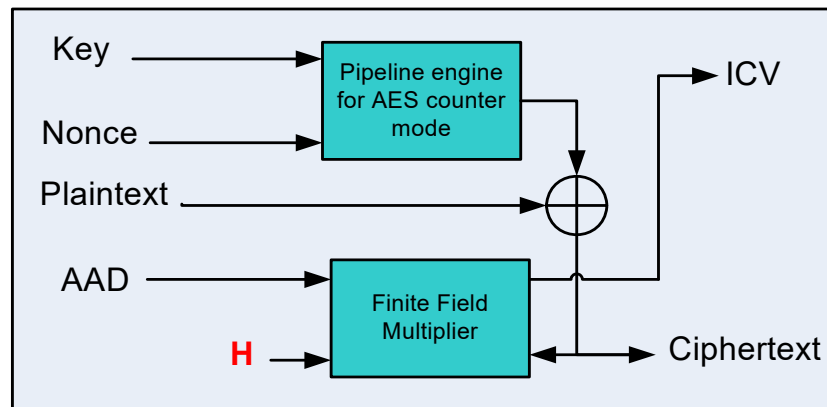 Key
Pipeline engine
for AES counter
mode
ICV
Nonce
Plaintext
AAD
Finite Field
Multiplier
H
Ciphertext